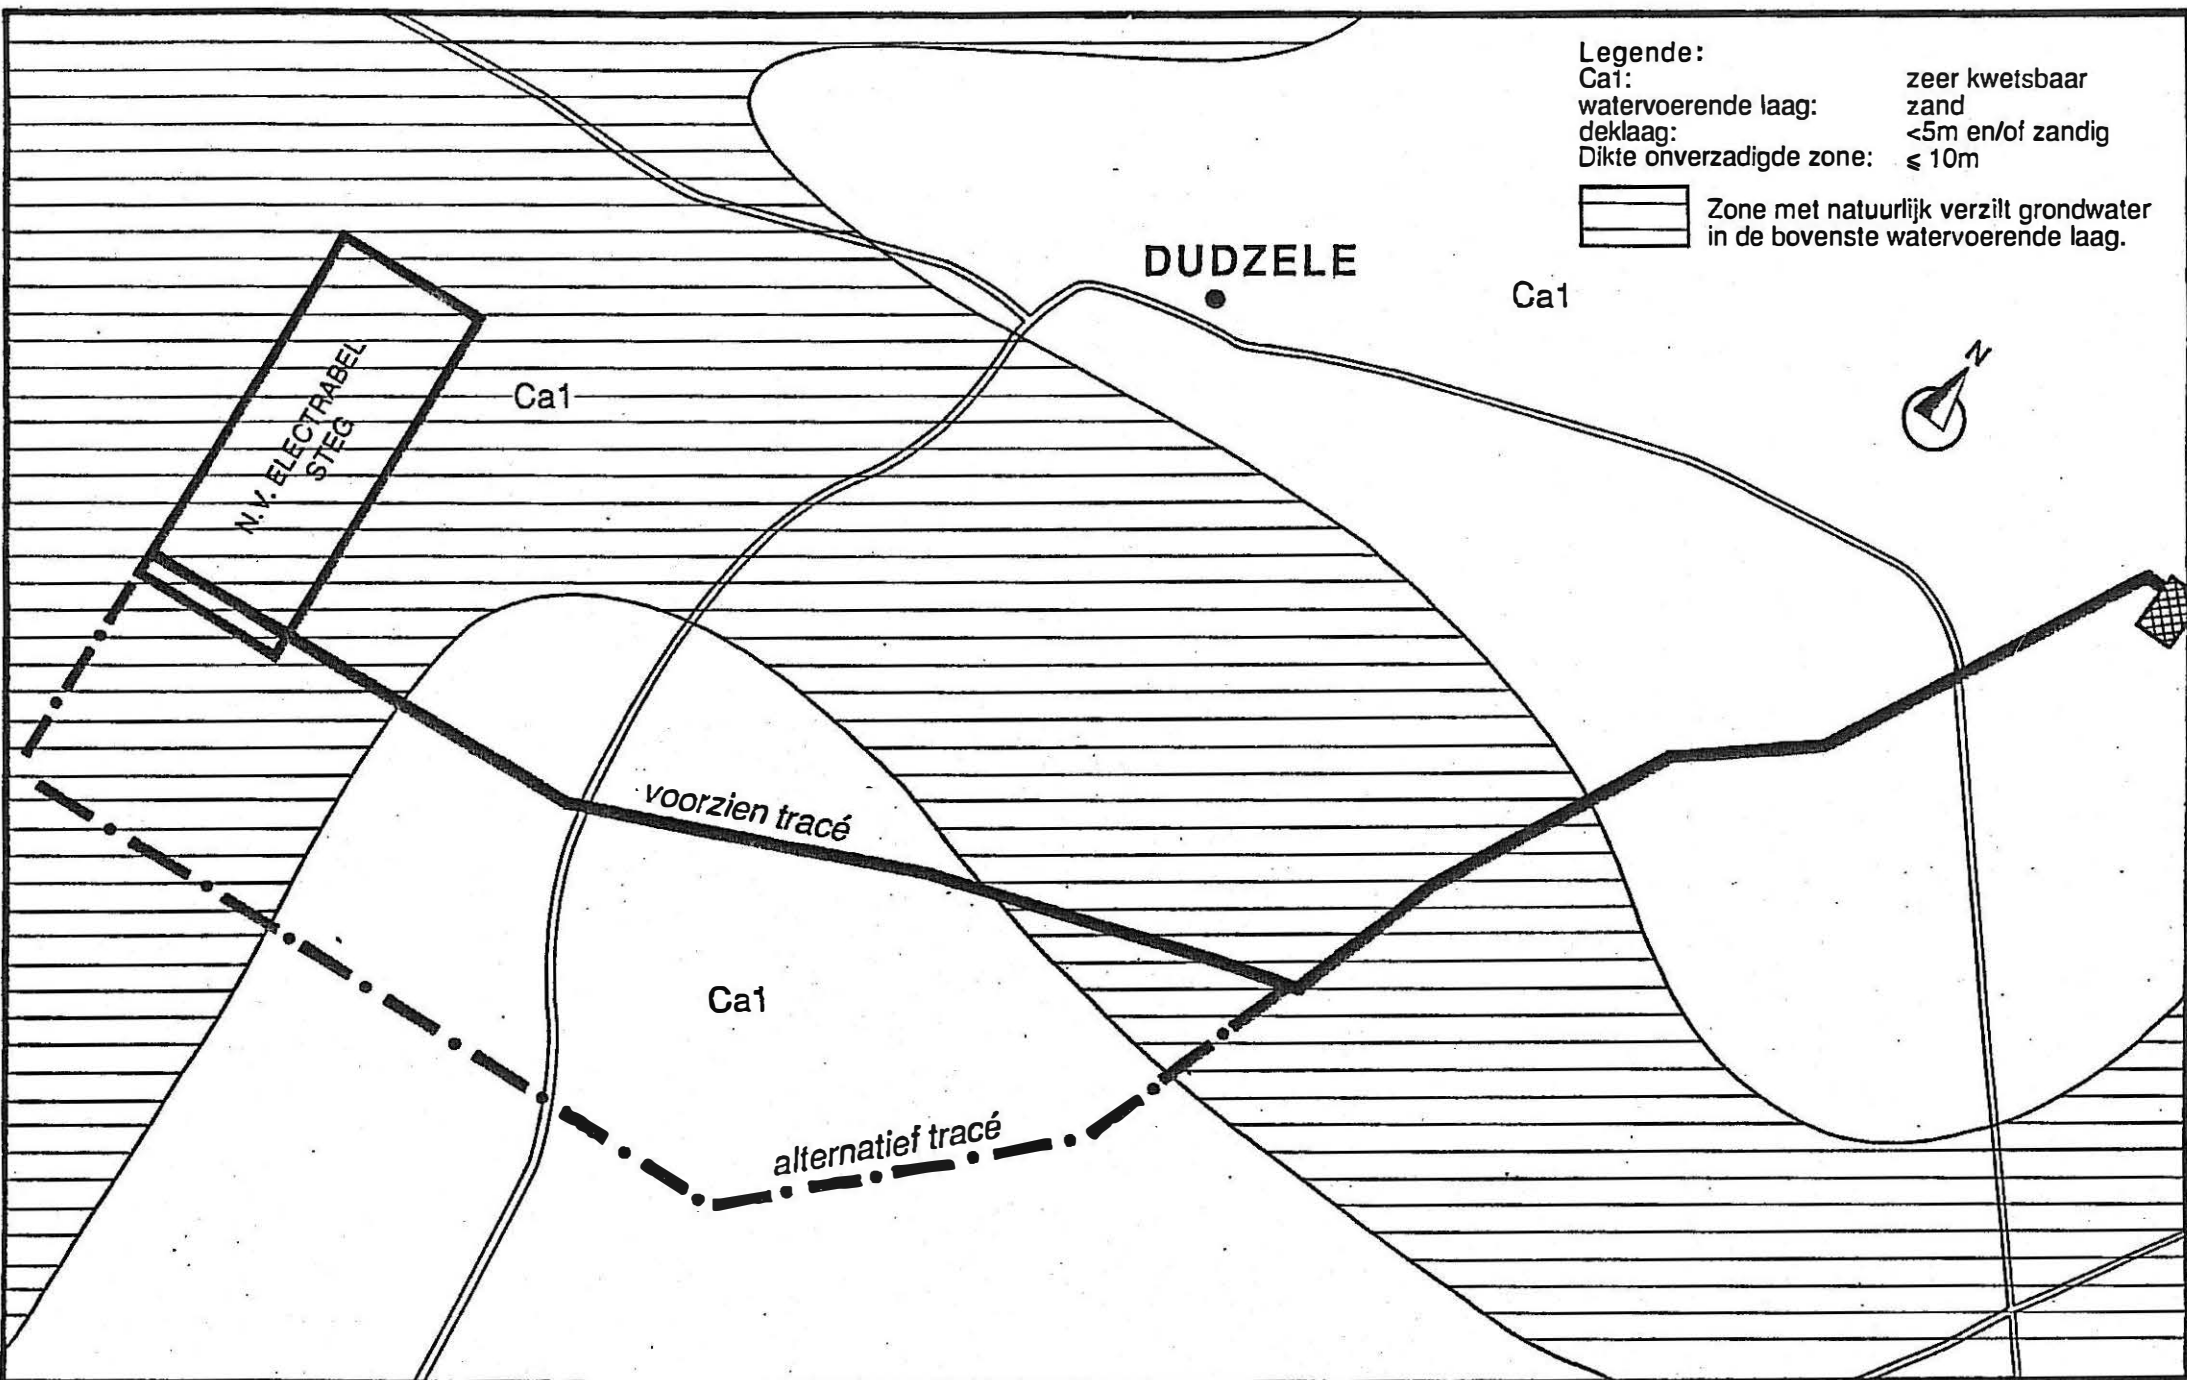 Legende:
Ca1: zeer kwetsbaar
watervoerende laag: zand
deklaag: <5m en/of zandig
Dikte onverzadigde zone: ⩽ 10m
Zone met natuurlijk verzilt grondwater
in de bovenste watervoerende laag.
DUDZELE
Ca1
N
Ca1
N.V. ELECTRABEL
STEG
voorzien tracé
Ca1
alternatief tracé